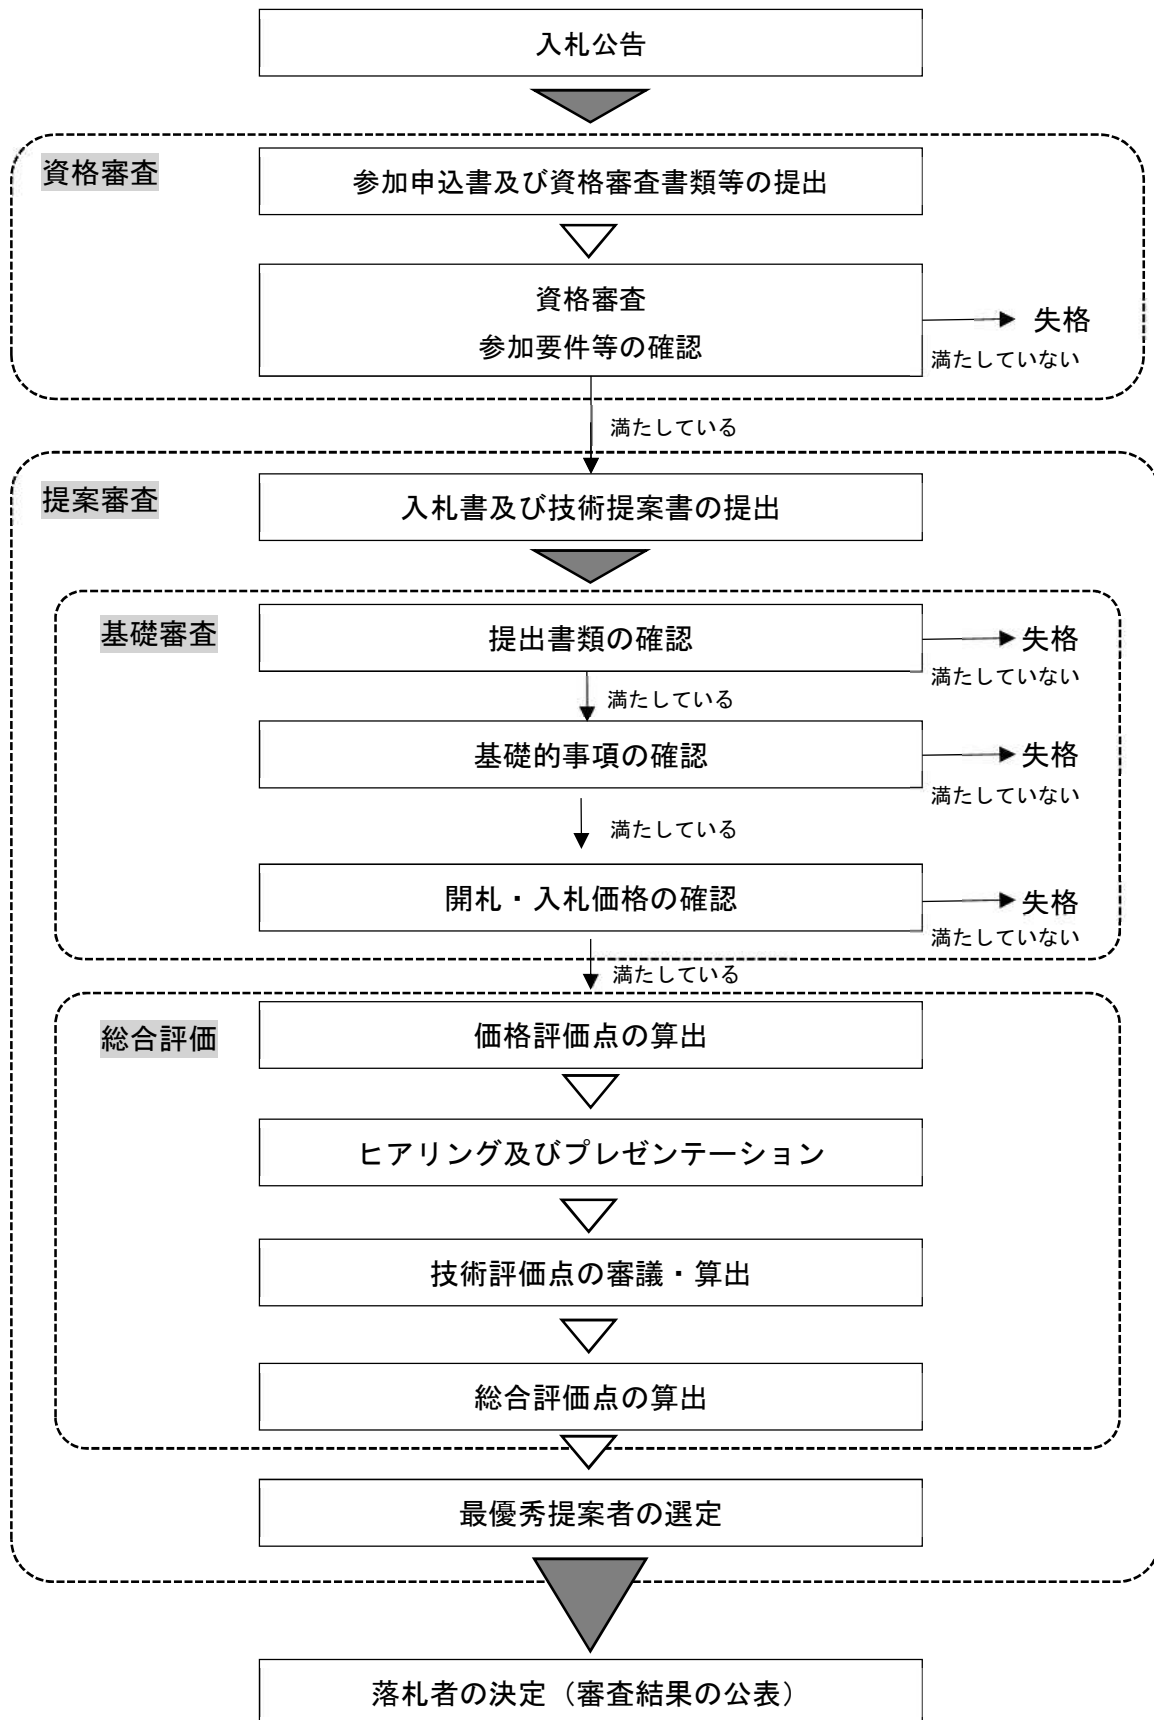 入札公告
資格審査
参加申込書及び資格審査書類等の提出
資格審査
参加要件等の確認
失格
満たしていない
満たしている
提案審査
入札書及び技術提案書の提出
基礎審査
提出書類の確認
失格
満たしていない
満たしている
基礎的事項の確認
失格
満たしていない
満たしている
開札・入札価格の確認
失格
満たしていない
満たしている
総合評価
価格評価点の算出
ヒアリング及びプレゼンテーション
技術評価点の審議・算出
総合評価点の算出
最優秀提案者の選定
落札者の決定（審査結果の公表）